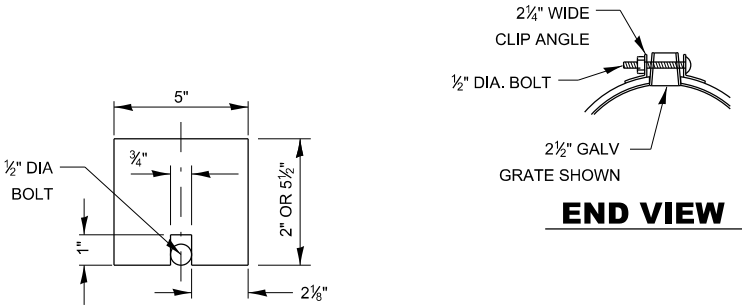 2¼" WIDE
CLIP ANGLE
½" DIA. BOLT
2½" GALV
GRATE SHOWN
END VIEW
5"
¾"
½" DIA
BOLT
2" OR 5½"
1"
2⅛"